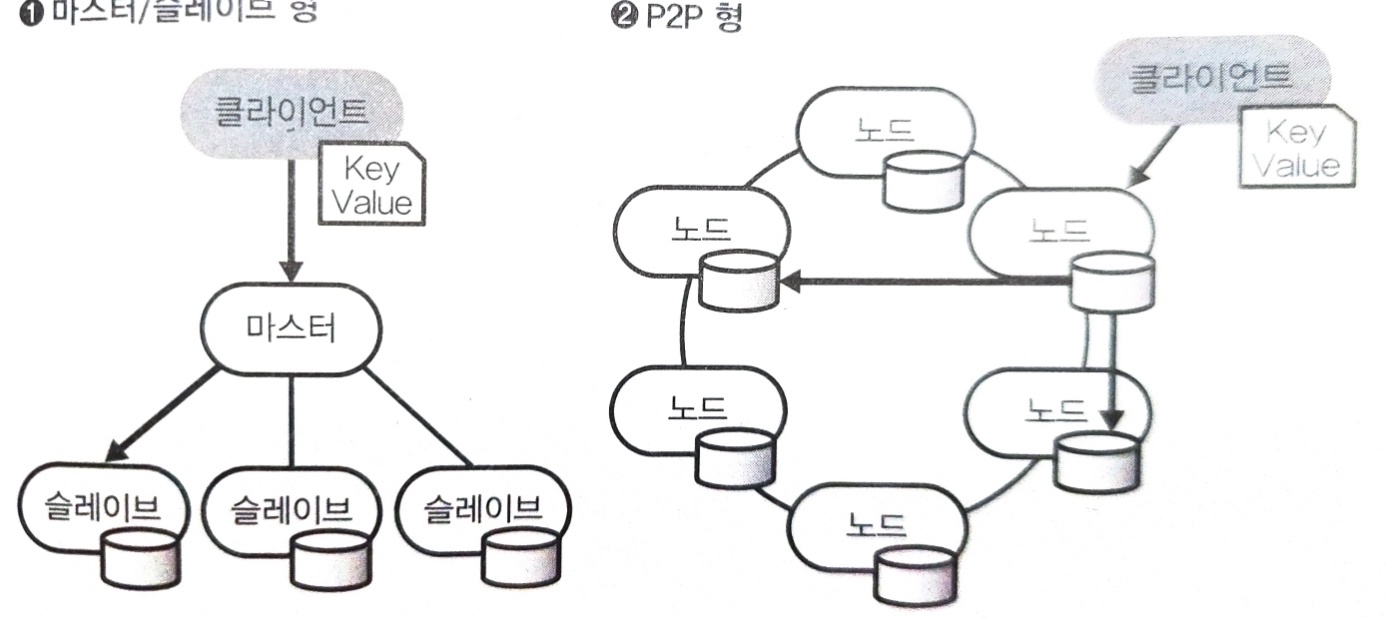 ❶ 마스터/슬레이브 형
클라이언트
Key
Value
마스터
슬레이브
슬레이브
슬레이브
❷ P2P 형
클라이언트
Key
Value
노드
노드
노드
노드
노드
노드